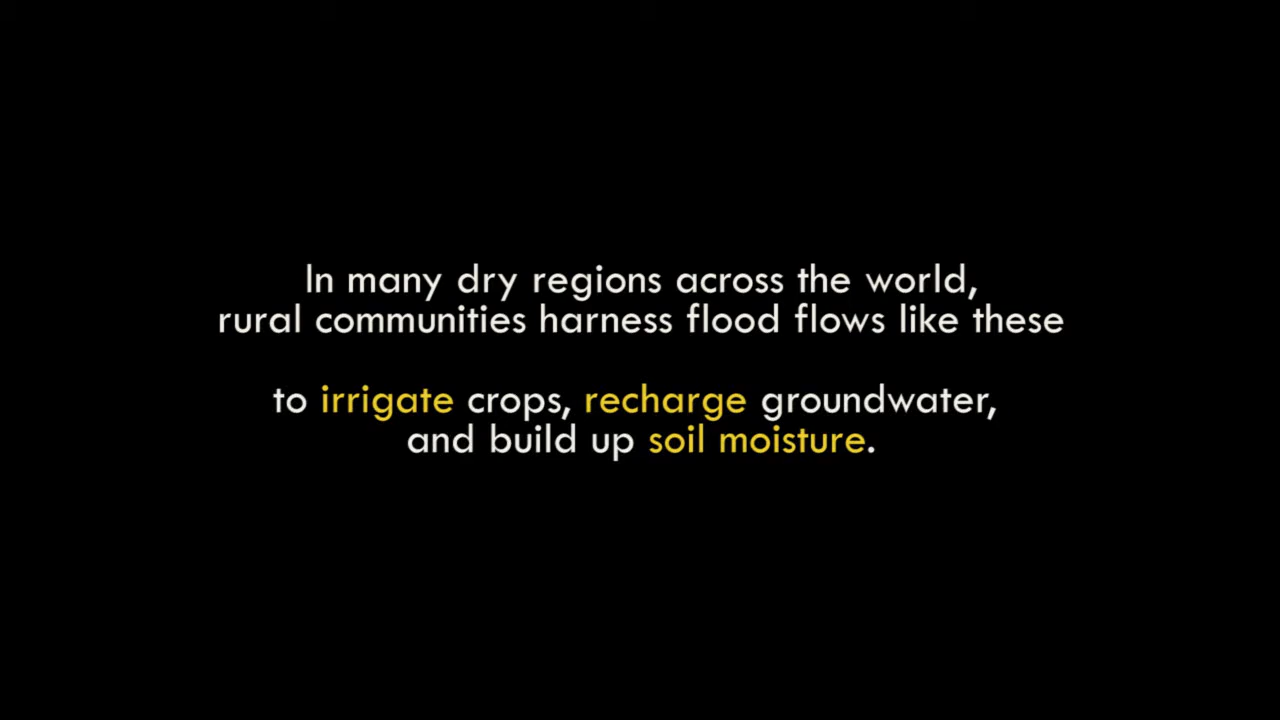 In many dry regions across the world,
rural communities harness flood flows like these
to irrigate crops, recharge groundwater,
and build up soil moisture.